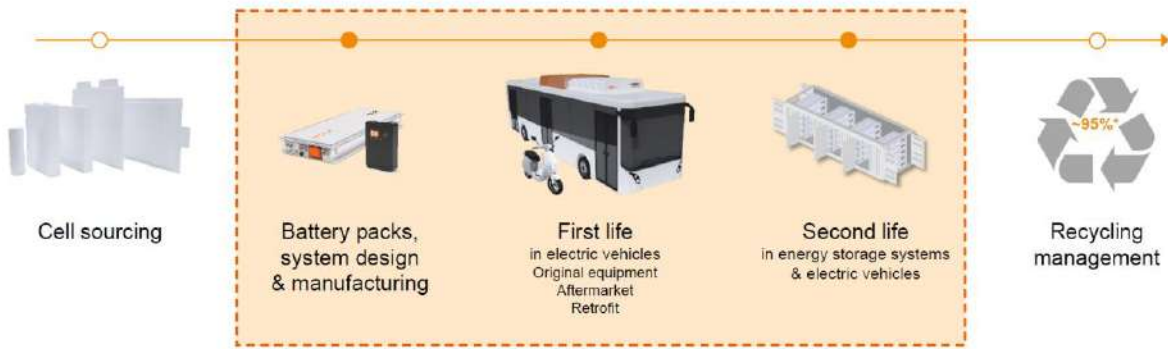 Cell sourcing
Battery packs,
system design
& manufacturing
First life
in electric vehicles
Original equipment
Aftermarket
Retrofit
Second life
in energy storage systems
& electric vehicles
~95%*
Recycling
management